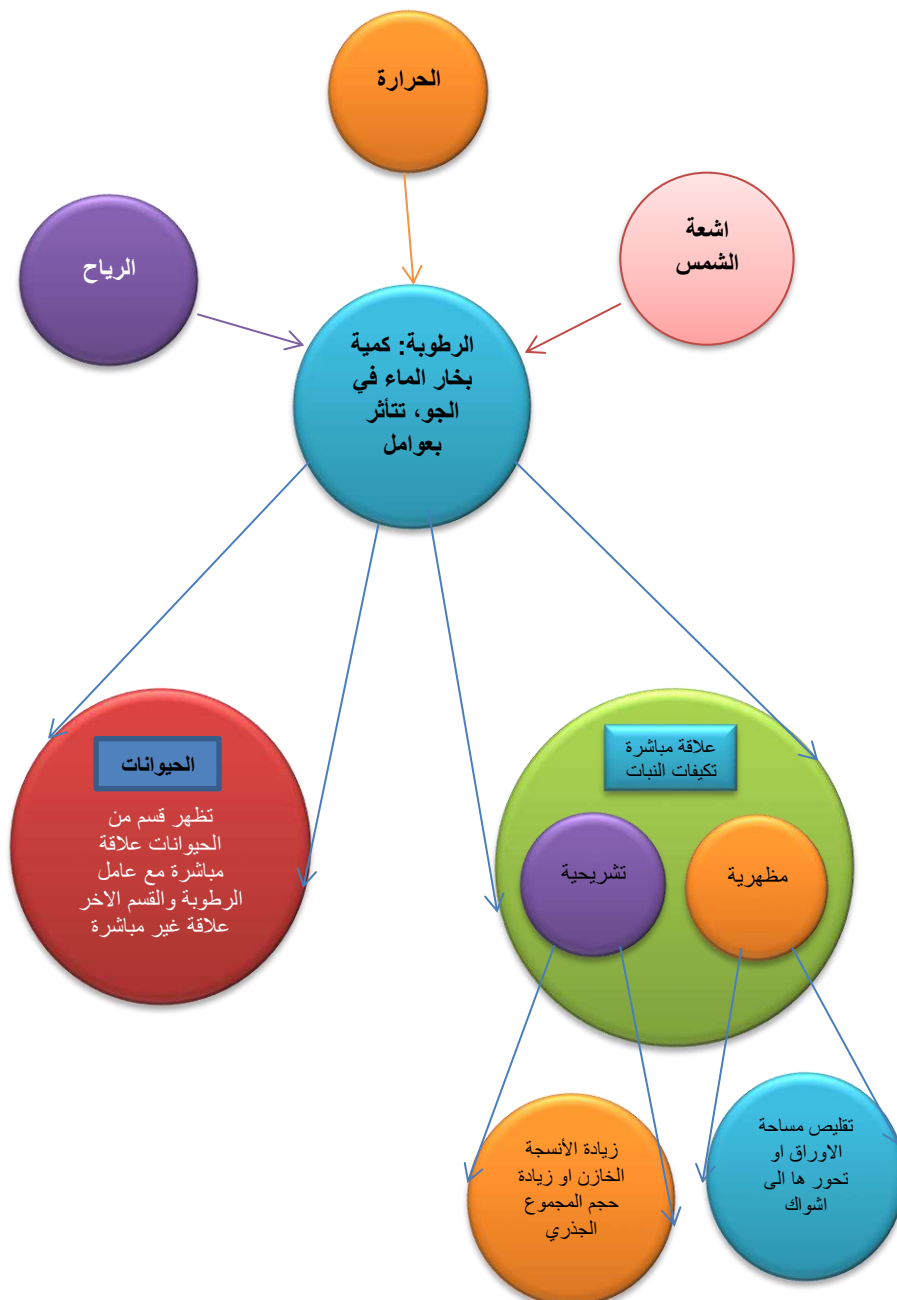 الحرارة
اشعة
الشمس
الرياح
الرطوبة: كمية
بخار الماء في
الجو، تتأثر
بعوامل
علاقة مباشرة
تكيفات النبات
مظهرية
تشريحية
الحيوانات
تظهر قسم من
الحيوانات علاقة
مباشرة مع عامل
الرطوبة والقسم الاخر
علاقة غير مباشرة
تقليص مساحة
الاوراق او
تحور ها الى
اشواك
زيادة الأنسجة
الخازن او زيادة
حجم المجموع
الجذري